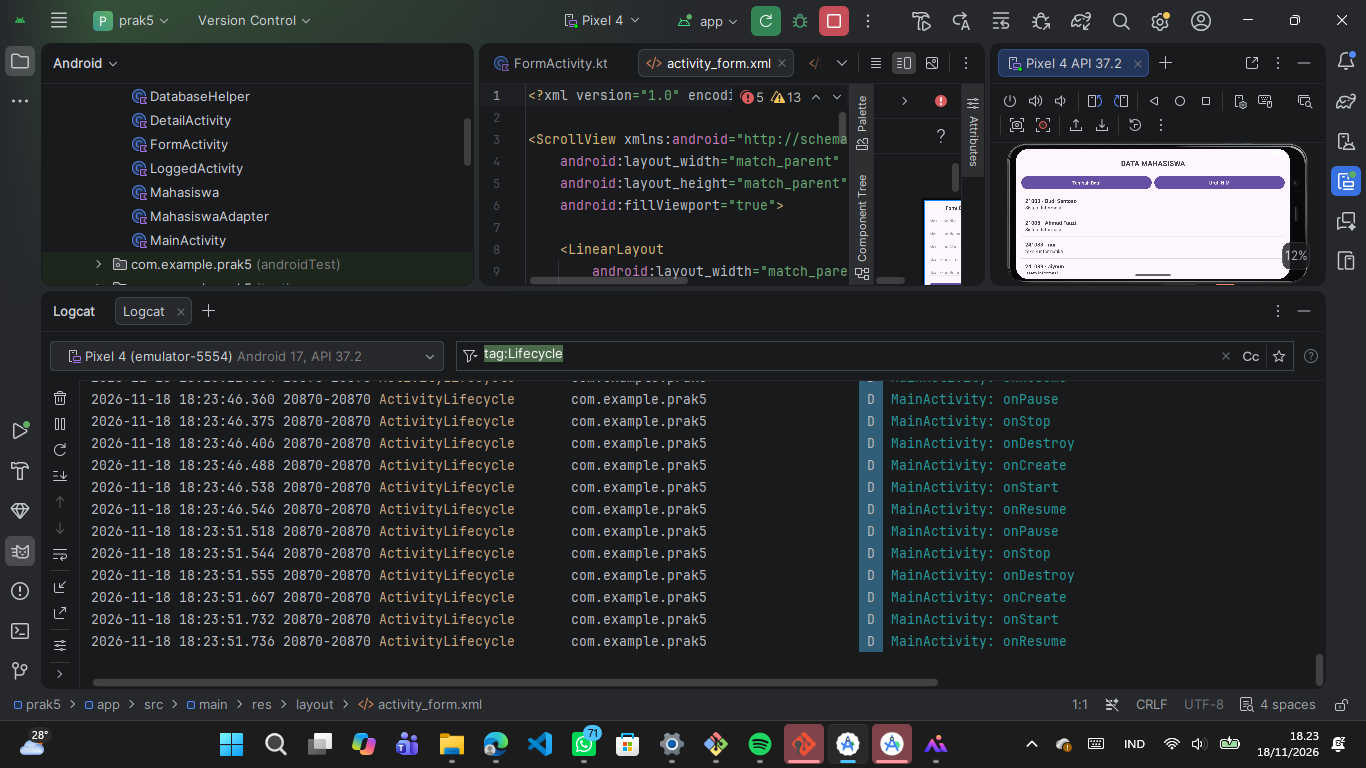 P prak5 Version Control Pixel 4 app
Android
DatabaseHelper
DetailActivity
FormActivity
LoggedActivity
Mahasiswa
MahasiswaAdapter
MainActivity
com.example.prak5 (androidTest)
FormActivity.kt activity_form.xml
5 13
1 <?xml version="1.0" encodi
2
3 <ScrollView xmlns:android="http://schema
4 android:layout_width="match_parent"
5 android:layout_height="match_parent"
6 android:fillViewport="true">
7
8 <LinearLayout
9 android:layout_width="match_pare
Palette
Component Tree
?
Attributes
Pixel 4 API 37.2
DATA MAHASISWA
12%
Logcat Logcat
Pixel 4 (emulator-5554) Android 17, API 37.2 tag:Lifecycle Cc
2026-11-18 18:23:46.360 20870-20870 ActivityLifecycle com.example.prak5 D MainActivity: onPause
2026-11-18 18:23:46.375 20870-20870 ActivityLifecycle com.example.prak5 D MainActivity: onStop
2026-11-18 18:23:46.406 20870-20870 ActivityLifecycle com.example.prak5 D MainActivity: onDestroy
2026-11-18 18:23:46.488 20870-20870 ActivityLifecycle com.example.prak5 D MainActivity: onCreate
2026-11-18 18:23:46.538 20870-20870 ActivityLifecycle com.example.prak5 D MainActivity: onStart
2026-11-18 18:23:46.546 20870-20870 ActivityLifecycle com.example.prak5 D MainActivity: onResume
2026-11-18 18:23:51.518 20870-20870 ActivityLifecycle com.example.prak5 D MainActivity: onPause
2026-11-18 18:23:51.544 20870-20870 ActivityLifecycle com.example.prak5 D MainActivity: onStop
2026-11-18 18:23:51.555 20870-20870 ActivityLifecycle com.example.prak5 D MainActivity: onDestroy
2026-11-18 18:23:51.667 20870-20870 ActivityLifecycle com.example.prak5 D MainActivity: onCreate
2026-11-18 18:23:51.732 20870-20870 ActivityLifecycle com.example.prak5 D MainActivity: onStart
2026-11-18 18:23:51.736 20870-20870 ActivityLifecycle com.example.prak5 D MainActivity: onResume
prak5 > app > src > main > res > layout > activity_form.xml 1:1 CRLF UTF-8 4 spaces
28° 71 IND 18.23
18/11/2026